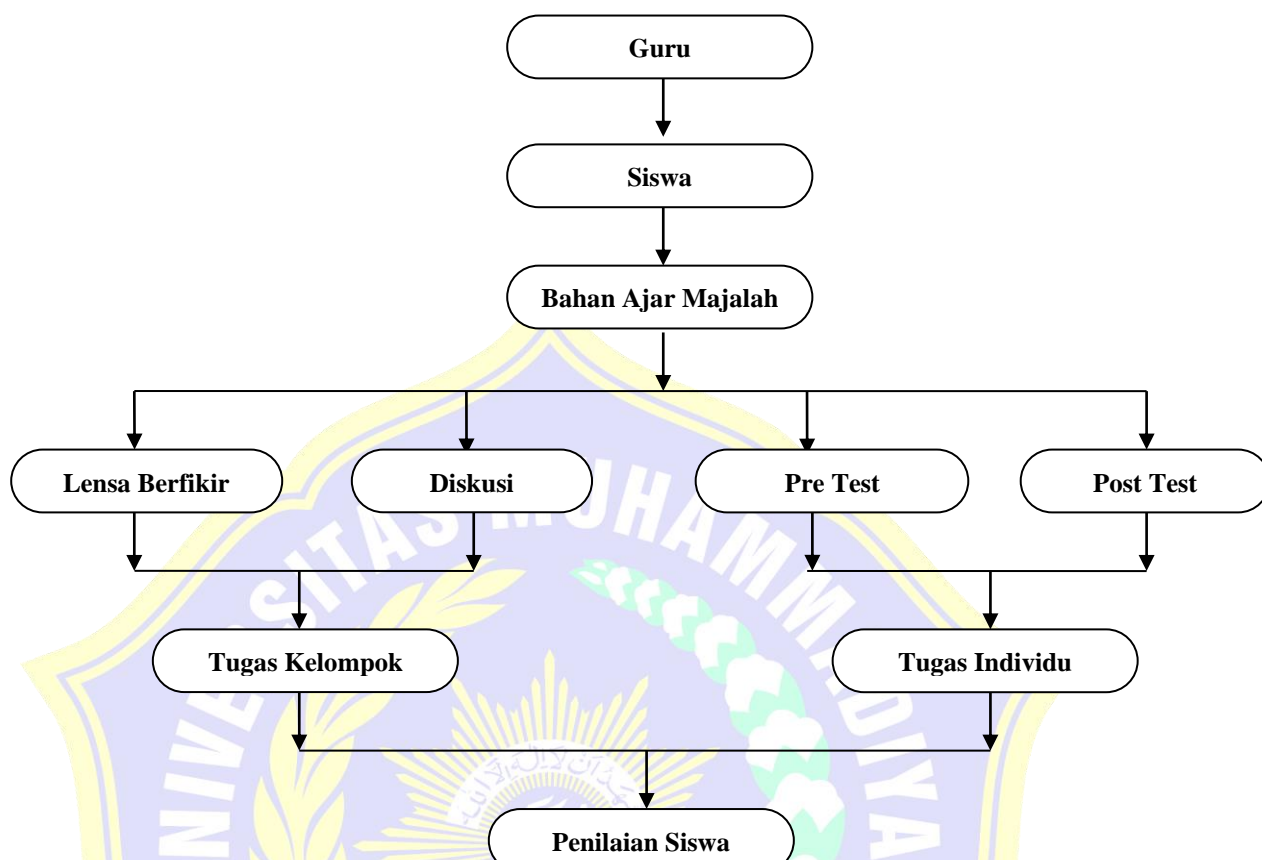 Guru
Siswa
Bahan Ajar Majalah
Lensa Berfikir
Diskusi
Pre Test
Post Test
Tugas Kelompok
Tugas Individu
Penilaian Siswa